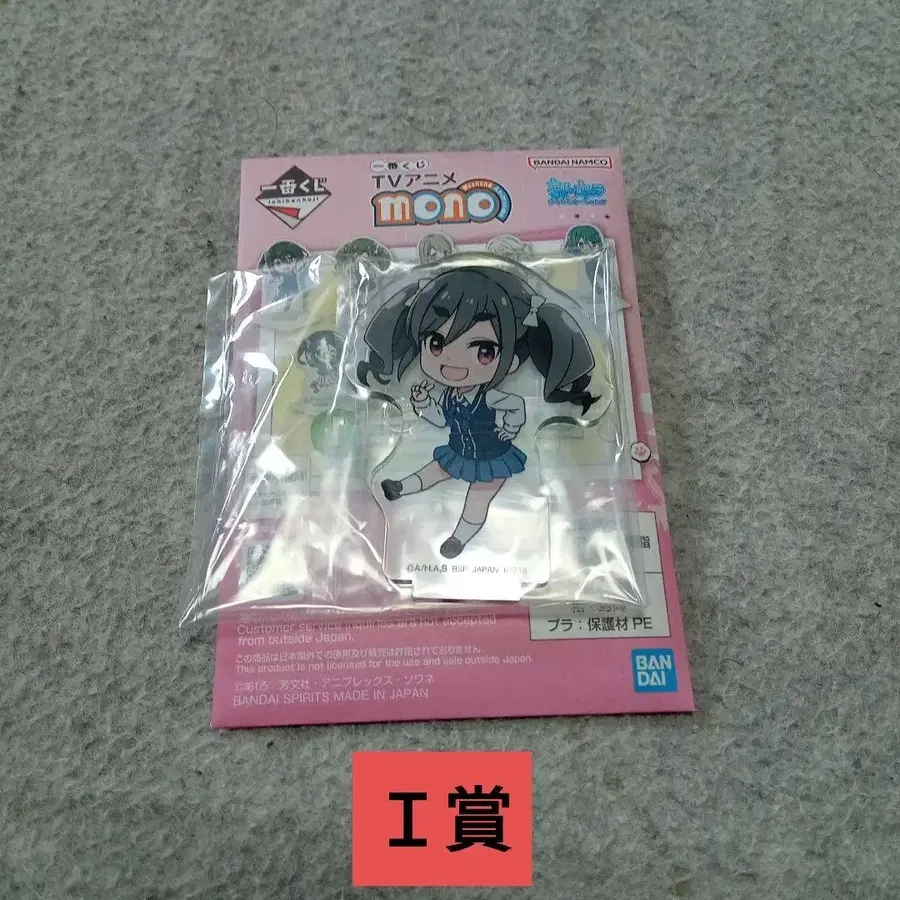 一番くじ
ichibankuji
一番くじ
TVアニメ
mono
WEEKEND
BANDAI NAMCO
©A/H,A,S BSP JAPAN
脂
プラ:保護材 PE
Customer service inquiries are not accepted
from outside Japan.
この商品は日本国外での使用及び販売は許諾されておりません。
This product is not licensed for the use and sale outside Japan.
©あfろ/芳文社・アニプレックス・ソワネ
BANDAI SPIRITS MADE IN JAPAN
BAN
DAI
I賞